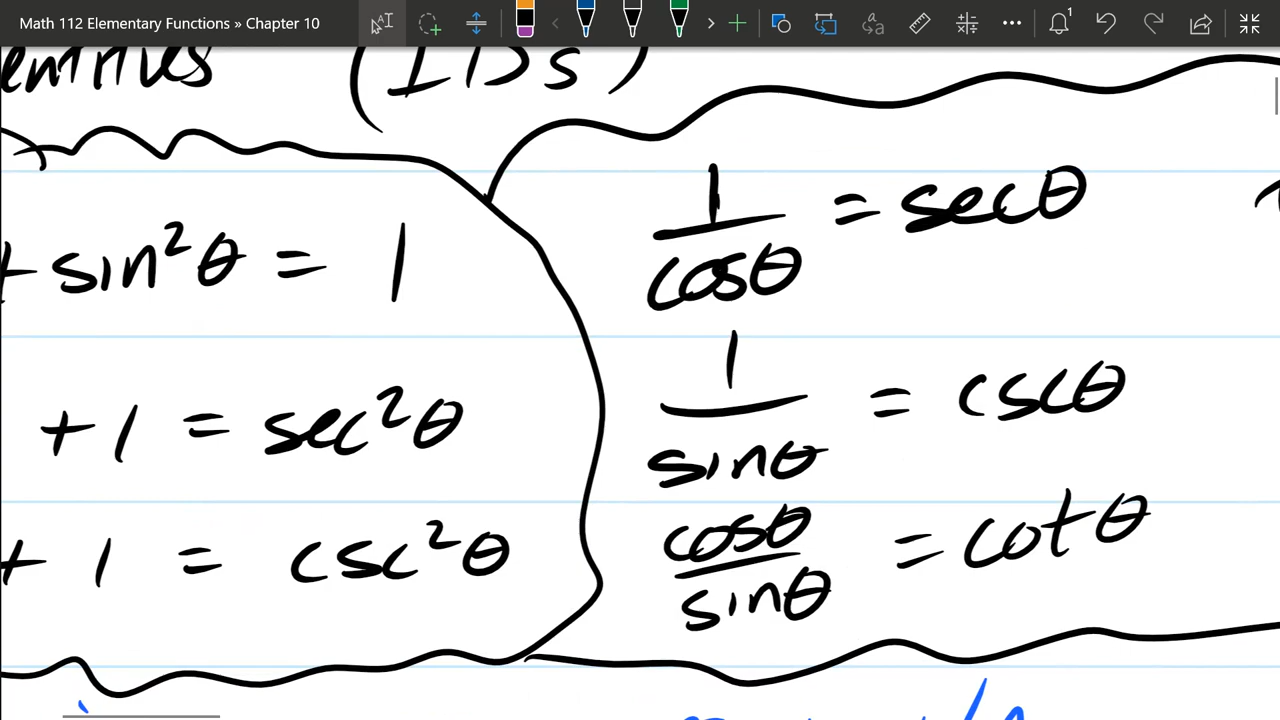 Math 112 Elementary Functions » Chapter 10
(IDs)
+ sin²θ = 1
+ 1 = sec²θ
+ 1 = csc²θ
1/cosθ = secθ
1/sinθ = cscθ
cosθ/sinθ = cotθ